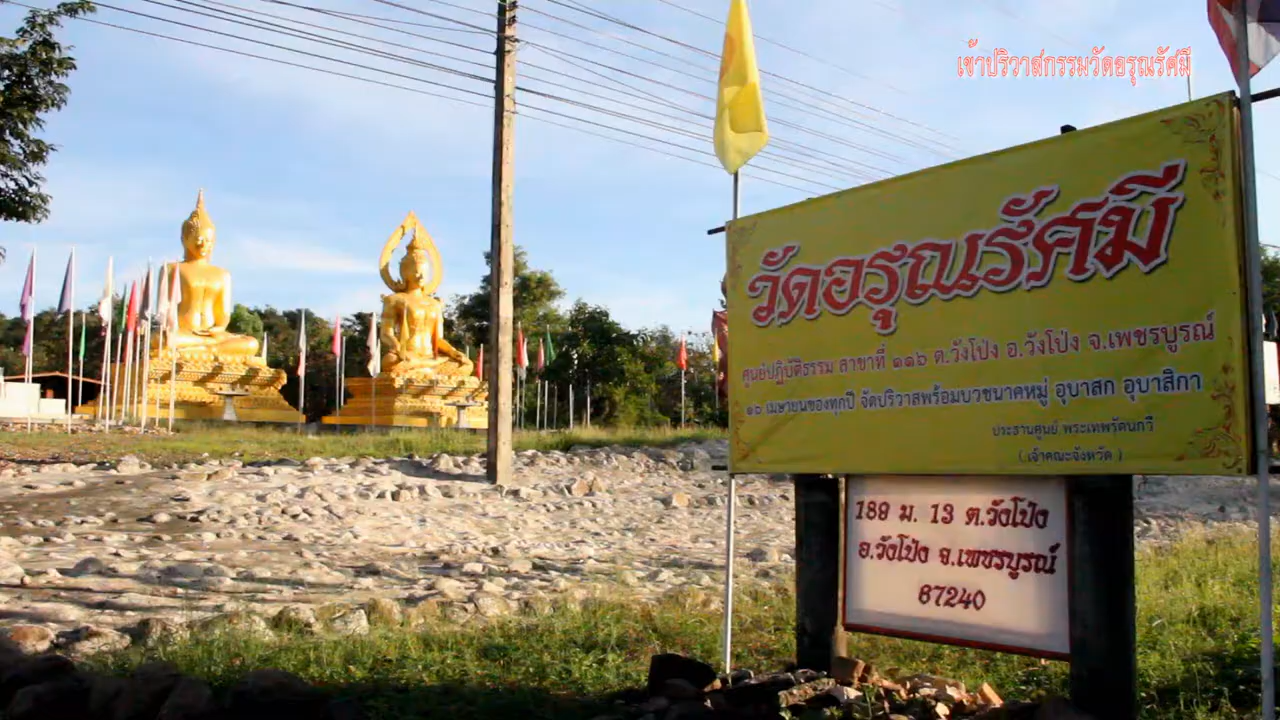 เข้าปริวาสกรรมวัดอรุณรัศมี
วัดอรุณรัศมี
ศูนย์ปฏิบัติธรรม สาขาที่ ๑๑๖ ต.วังโป่ง อ.วังโป่ง จ.เพชรบูรณ์
๑๖ เมษายนของทุกปี จัดปริวาสพร้อมบวชนาคหมู่ อุบาสก อุบาสิกา
ประธานศูนย์ พระเทพรัตนกวี
( เจ้าคณะจังหวัด )
189 ม. 13 ต.วังโป่ง
อ.วังโป่ง จ.เพชรบูรณ์
67240